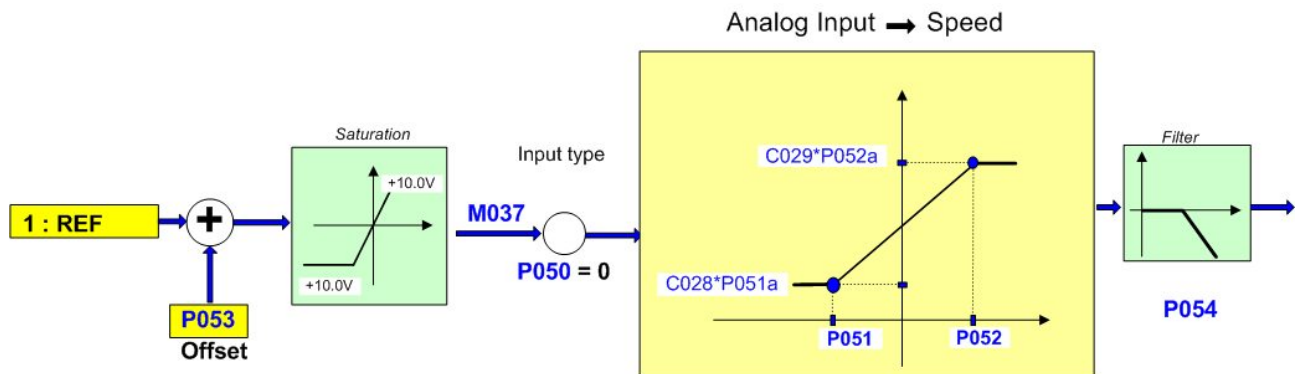 Analog Input → Speed
Saturation
+10.0V
+10.0V
1 : REF
+
P053
Offset
M037
Input type
P050 = 0
C029*P052a
C028*P051a
P051
P052
Filter
P054